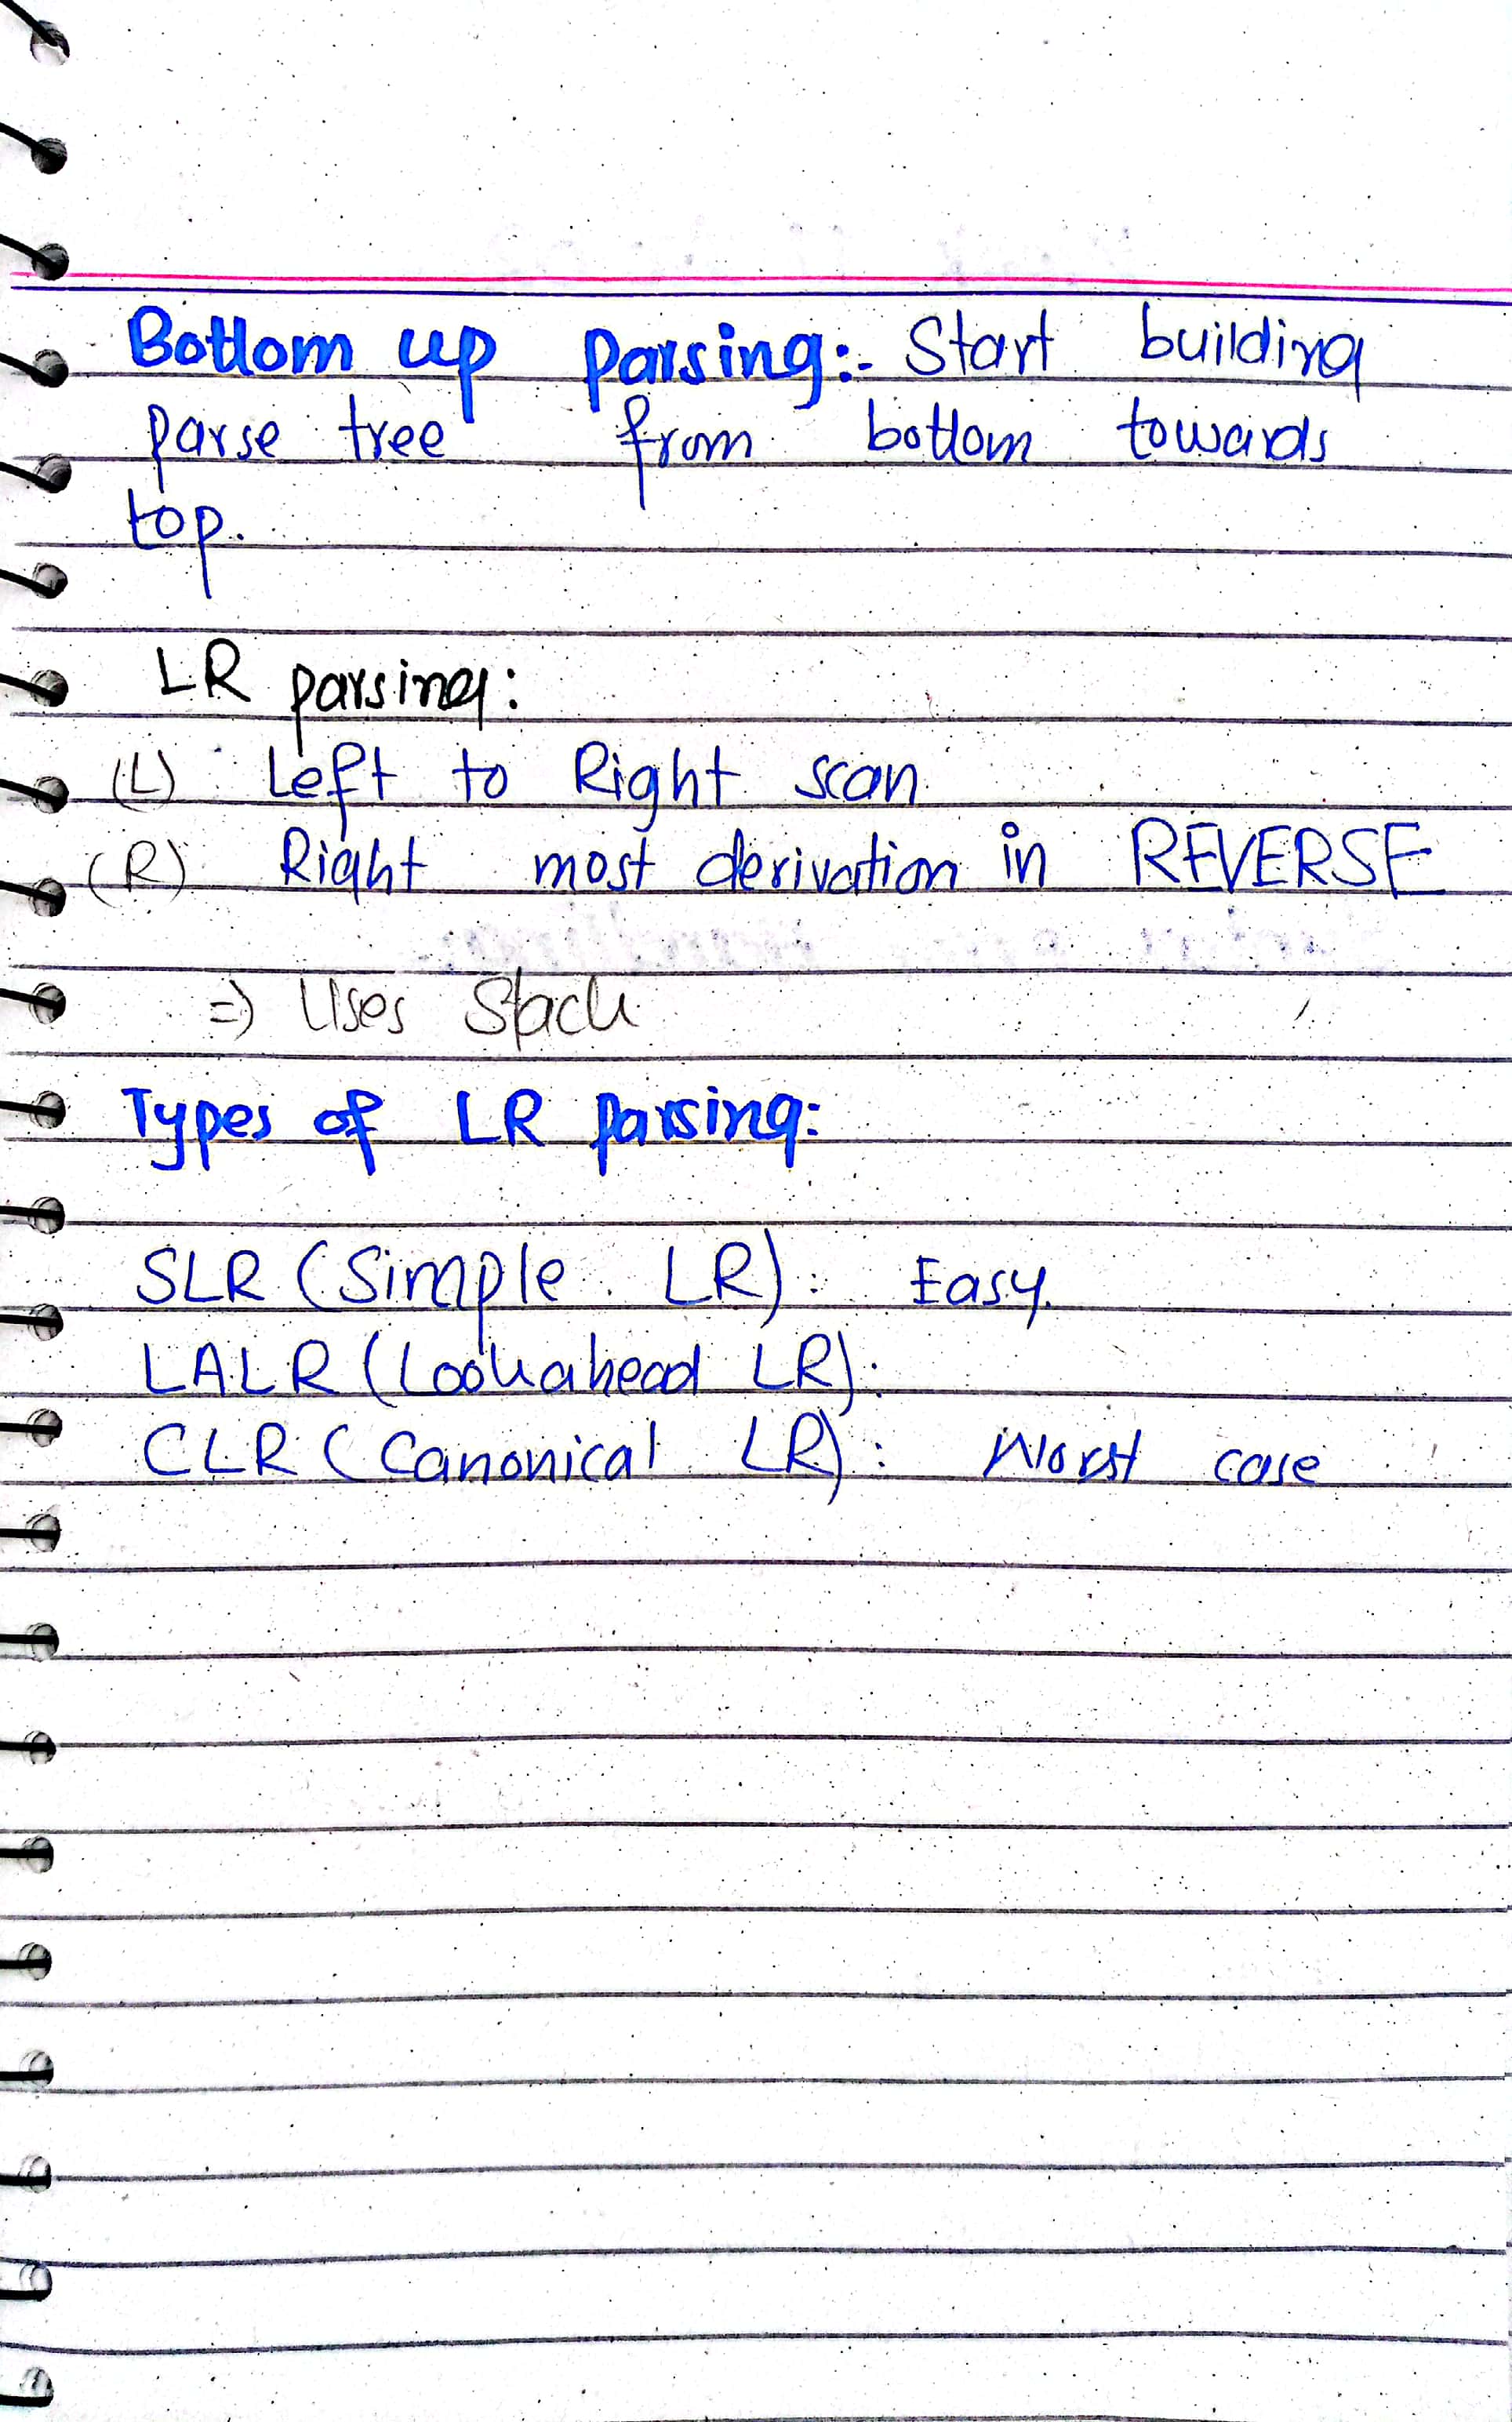 Bottom up parsing:- Start building
parse tree from bottom towards
top.
LR parsing:
(L) Left to Right scan
(R) Right most derivation in REVERSE
=) Uses Stack
Types of LR parsing:
SLR (Simple LR): Easy.
LALR (Lookahead LR):
CLR (Canonical LR): Worst case